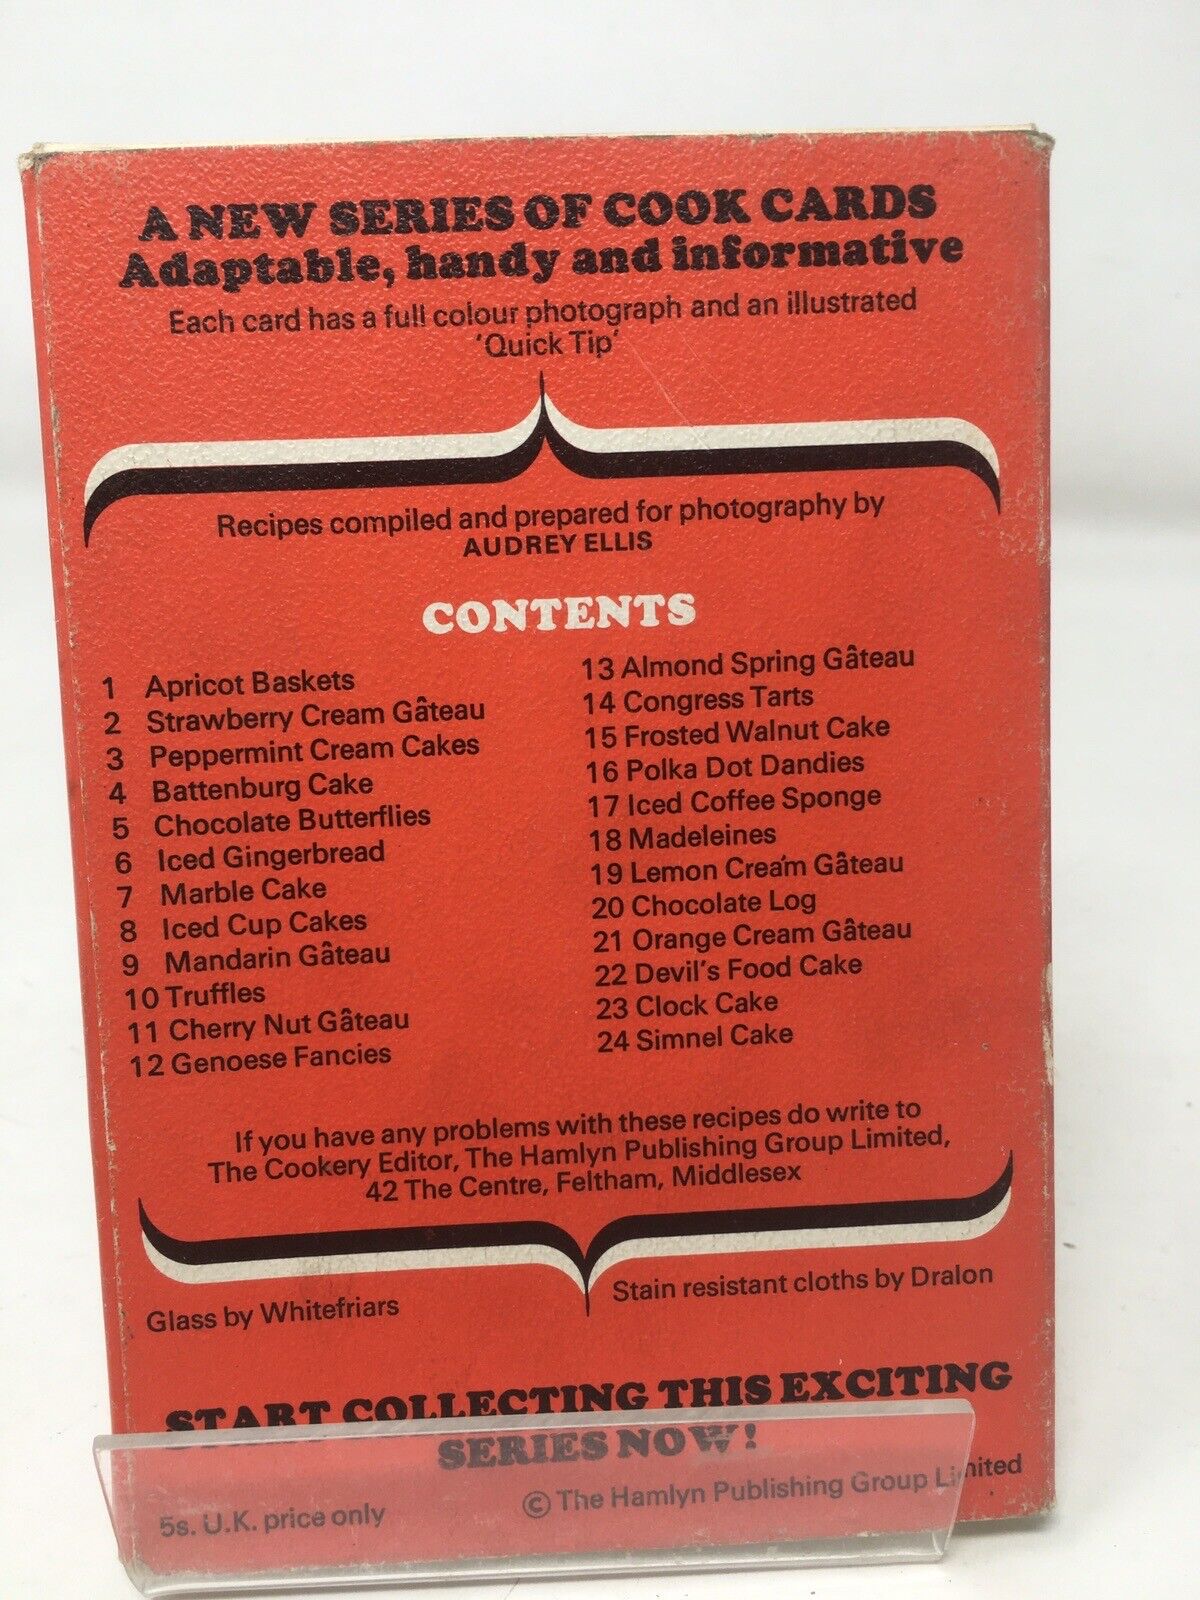 A NEW SERIES OF COOK CARDS
Adaptable, handy and informative
Each card has a full colour photograph and an illustrated
'Quick Tip'
Recipes compiled and prepared for photography by
AUDREY ELLIS
CONTENTS
1 Apricot Baskets
2 Strawberry Cream Gâteau
3 Peppermint Cream Cakes
4 Battenburg Cake
5 Chocolate Butterflies
6 Iced Gingerbread
7 Marble Cake
8 Iced Cup Cakes
9 Mandarin Gâteau
10 Truffles
11 Cherry Nut Gâteau
12 Genoese Fancies
13 Almond Spring Gâteau
14 Congress Tarts
15 Frosted Walnut Cake
16 Polka Dot Dandies
17 Iced Coffee Sponge
18 Madeleines
19 Lemon Cream Gâteau
20 Chocolate Log
21 Orange Cream Gâteau
22 Devil's Food Cake
23 Clock Cake
24 Simnel Cake
If you have any problems with these recipes do write to
The Cookery Editor, The Hamlyn Publishing Group Limited,
42 The Centre, Feltham, Middlesex
Glass by Whitefriars
Stain resistant cloths by Dralon
START COLLECTING THIS EXCITING
SERIES NOW!
5s. U.K. price only
© The Hamlyn Publishing Group Limited